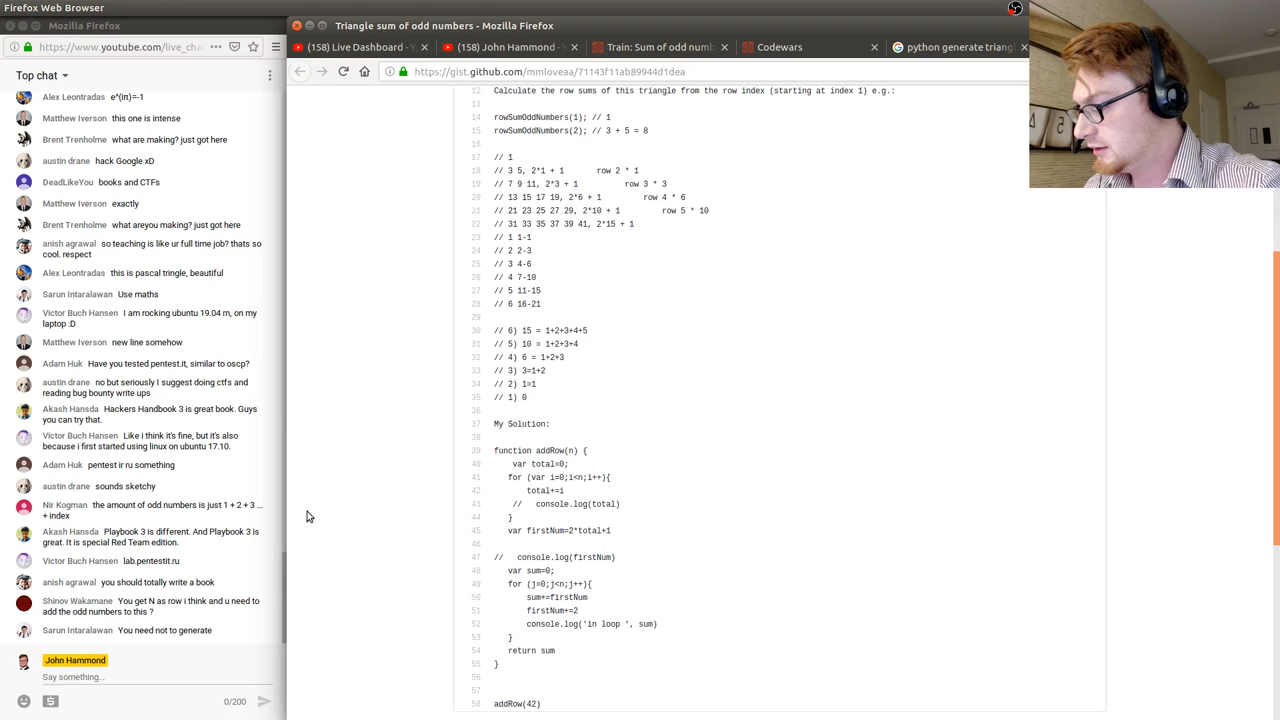 Firefox Web Browser
Mozilla Firefox
https://www.youtube.com/live_chat
Top chat
Alex Leontradas e^(iπ)=-1
Matthew Iverson this one is intense
Brent Trenholme what are making? just got here
austin drane hack Google xD
DeadLikeYou books and CTFs
Matthew Iverson exactly
Brent Trenholme what areyou making? just got here
anish agrawal so teaching is like ur full time job? thats so
cool. respect
Alex Leontradas this is pascal tringle, beautiful
Sarun Intaralawan Use maths
Victor Buch Hansen I am rocking ubuntu 19.04 m, on my
laptop :D
Matthew Iverson new line somehow
Adam Huk Have you tested pentest.it, similar to oscp?
austin drane no but seriously I suggest doing ctfs and
reading bug bounty write ups
Akash Hansda Hackers Handbook 3 is great book. Guys
you can try that.
Victor Buch Hansen Like i think it's fine, but it's also
because i first started using linux on ubuntu 17.10.
Adam Huk pentest ir ru something
austin drane sounds sketchy
Nir Kogman the amount of odd numbers is just 1 + 2 + 3 ...
+ index
Akash Hansda Playbook 3 is different. And Playbook 3 is
great. It is special Red Team edition.
Victor Buch Hansen lab.pentestit.ru
anish agrawal you should totally write a book
Shinov Wakamane You get N as row i think and u need to
add the odd numbers to this ?
Sarun Intaralawan You need not to generate
John Hammond
Say something...
0/200
Triangle sum of odd numbers - Mozilla Firefox
(158) Live Dashboard - Y
(158) John Hammond - Y
Train: Sum of odd numb
Codewars
python generate triangl
https://gist.github.com/mmloveaa/71143f11ab89944d1dea
12 Calculate the row sums of this triangle from the row index (starting at index 1) e.g.:
13
14 rowSumOddNumbers(1); // 1
15 rowSumOddNumbers(2); // 3 + 5 = 8
16
17 // 1
18 // 3 5, 2*1 + 1 row 2 * 1
19 // 7 9 11, 2*3 + 1 row 3 * 3
20 // 13 15 17 19, 2*6 + 1 row 4 * 6
21 // 21 23 25 27 29, 2*10 + 1 row 5 * 10
22 // 31 33 35 37 39 41, 2*15 + 1
23 // 1 1-1
24 // 2 2-3
25 // 3 4-6
26 // 4 7-10
27 // 5 11-15
28 // 6 16-21
29
30 // 6) 15 = 1+2+3+4+5
31 // 5) 10 = 1+2+3+4
32 // 4) 6 = 1+2+3
33 // 3) 3=1+2
34 // 2) 1=1
35 // 1) 0
36
37 My Solution:
38
39 function addRow(n) {
40 var total=0;
41 for (var i=0;i<n;i++){
42 total+=i
43 // console.log(total)
44 }
45 var firstNum=2*total+1
46
47 // console.log(firstNum)
48 var sum=0;
49 for (j=0;j<n;j++){
50 sum+=firstNum
51 firstNum+=2
52 console.log('in loop ', sum)
53 }
54 return sum
55 }
56
57
58 addRow(42)